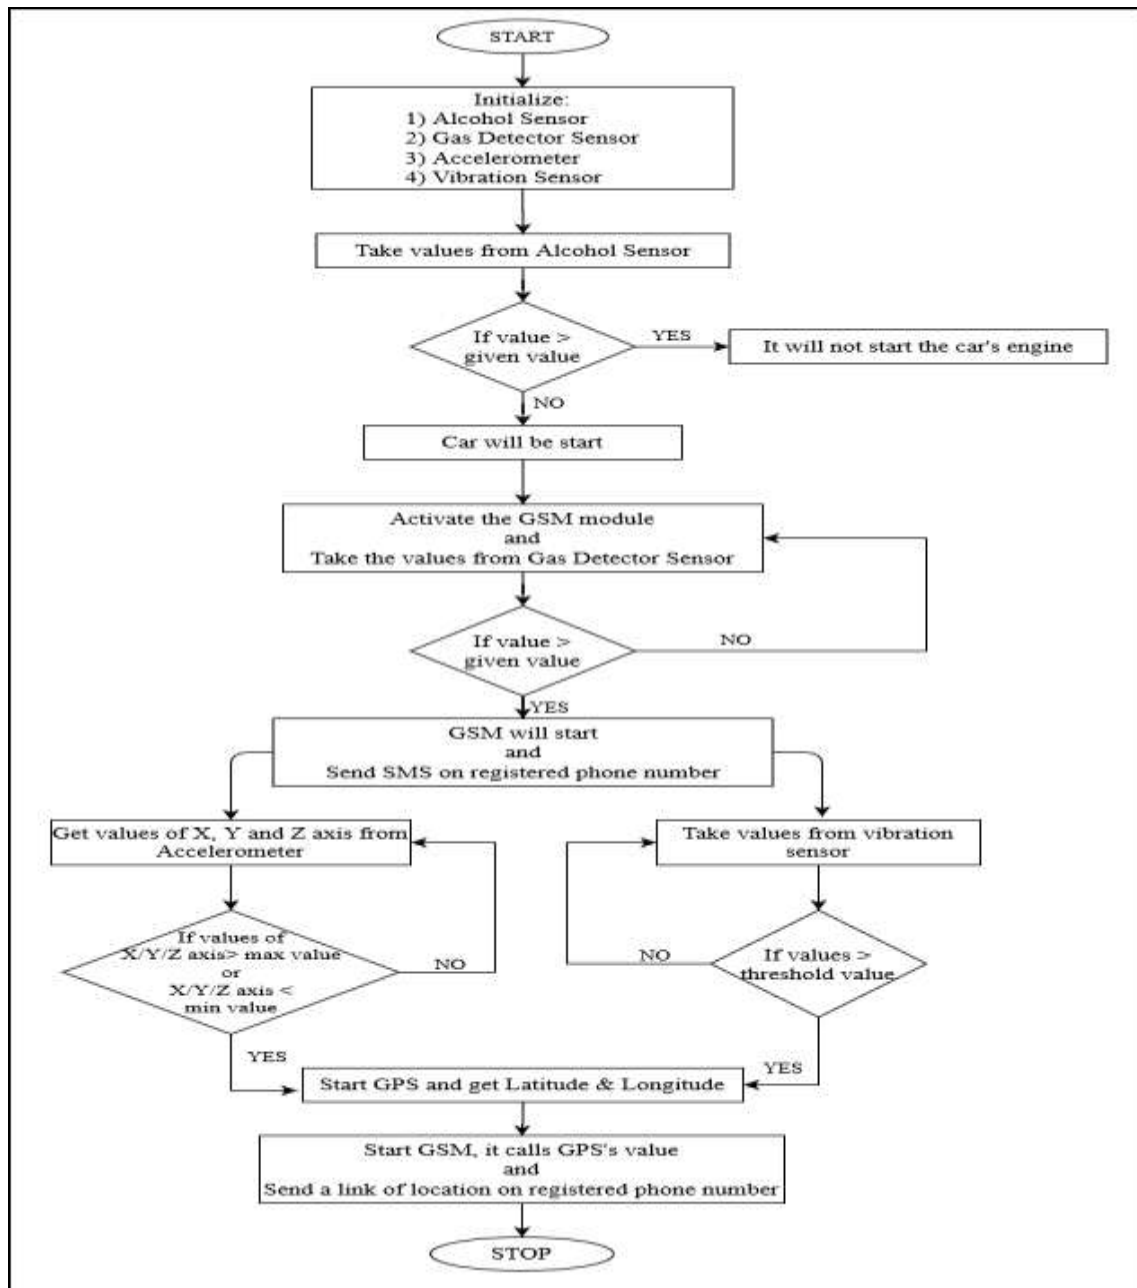 START
Initialize:
1) Alcohol Sensor
2) Gas Detector Sensor
3) Accelerometer
4) Vibration Sensor
Take values from Alcohol Sensor
If value >
given value
YES
It will not start the car's engine
NO
Car will be start
Activate the GSM module
and
Take the values from Gas Detector Sensor
If value >
given value
NO
YES
GSM will start
and
Send SMS on registered phone number
Get values of X, Y and Z axis from
Accelerometer
Take values from vibration
sensor
If values of
X/Y/Z axis> max value
or
X/Y/Z axis <
min value
NO
NO
If values >
threshold value
YES
YES
Start GPS and get Latitude & Longitude
Start GSM, it calls GPS's value
and
Send a link of location on registered phone number
STOP